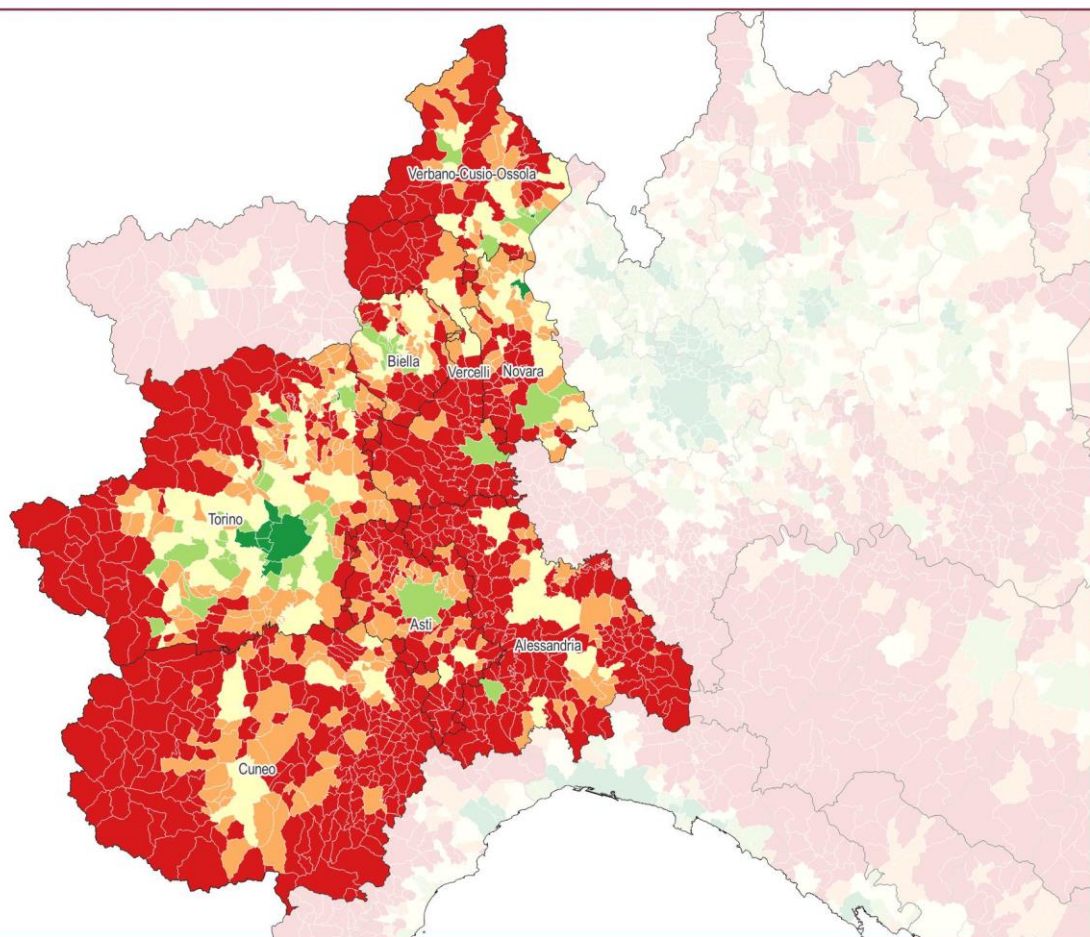 Verbano-Cusio-Ossola
Biella
Vercelli
Novara
Torino
Asti
Alessandria
Cuneo